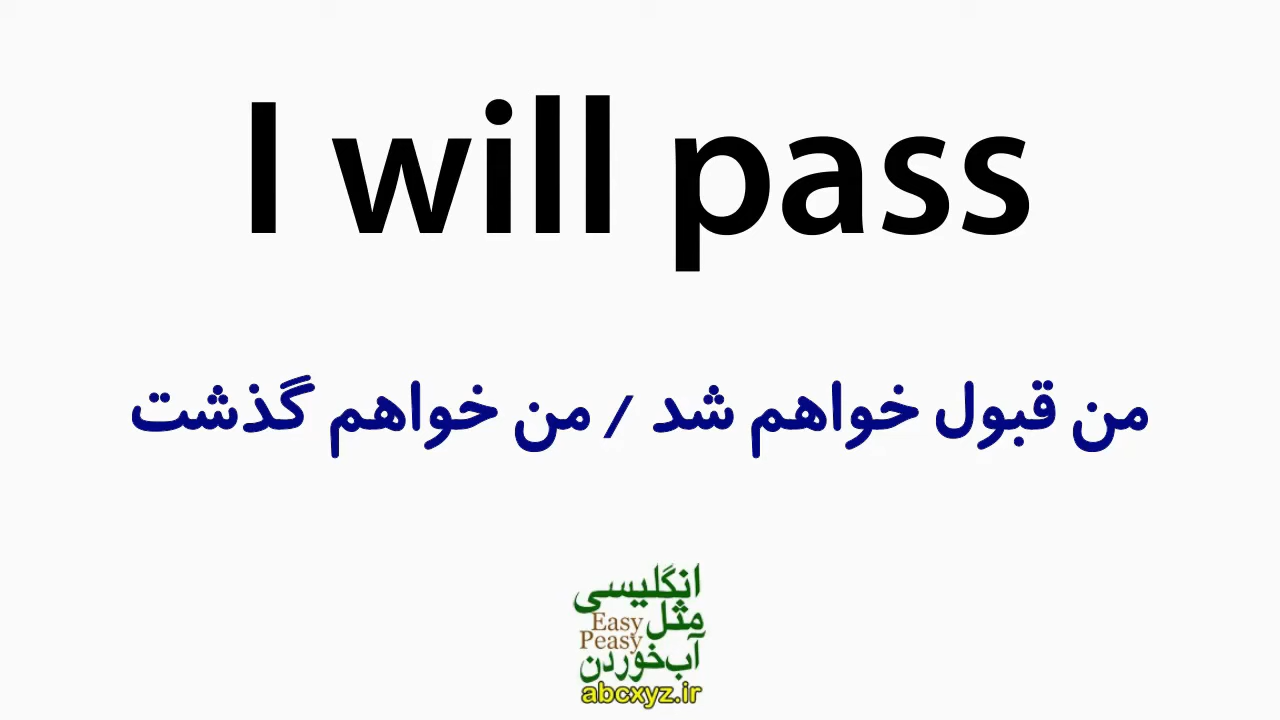 I will pass
من قبول خواهم شد / من خواهم گذشت
انگلیسی
مثل
Easy
Peasy
آب‌خوردن
abcxyz.ir